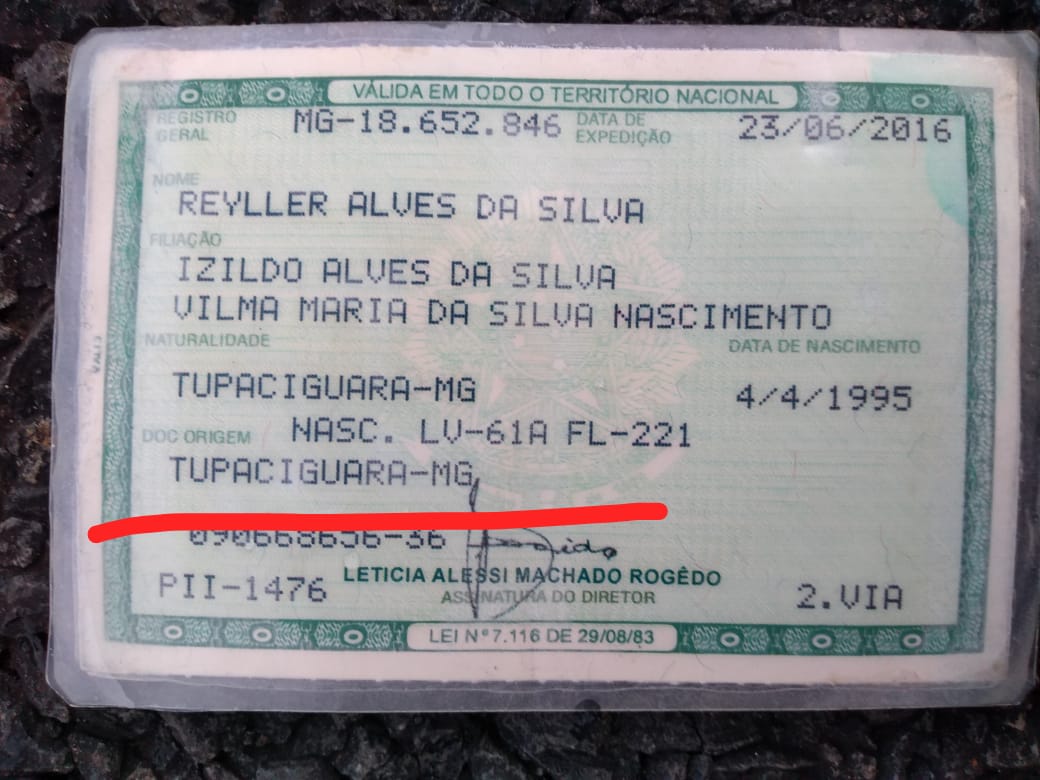 VÁLIDA EM TODO O TERRITÓRIO NACIONAL
REGISTRO GERAL MG-18.652.846 DATA DE EXPEDIÇÃO 23/06/2016
NOME
REYLLER ALVES DA SILVA
FILIAÇÃO
IZILDO ALVES DA SILVA
VILMA MARIA DA SILVA NASCIMENTO
NATURALIDADE DATA DE NASCIMENTO
TUPACIGUARA-MG 4/4/1995
DOC ORIGEM NASC. LV-61A FL-221
TUPACIGUARA-MG
090668656-36
LETICIA ALESSI MACHADO ROGÊDO
PII-1476 ASSINATURA DO DIRETOR 2.VIA
LEI Nº 7.116 DE 29/08/83